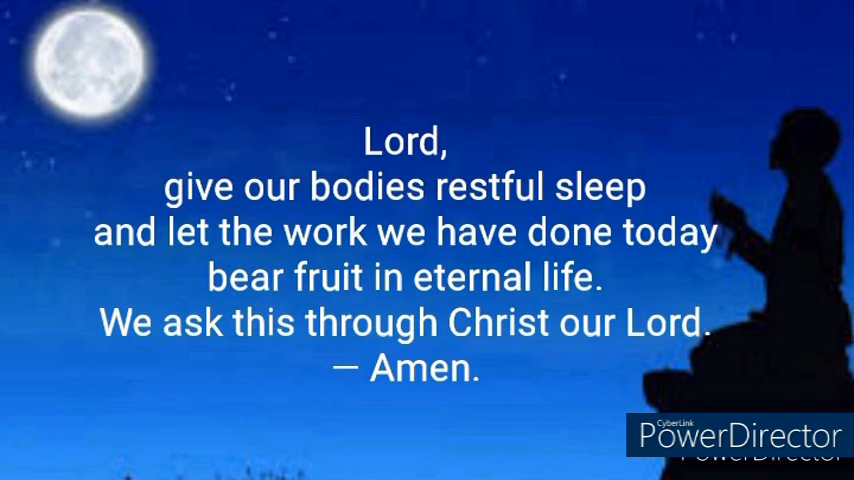 Lord,
give our bodies restful sleep
and let the work we have done today
bear fruit in eternal life.
We ask this through Christ our Lord.
— Amen.
CyberLink
PowerDirector
PowerDirector